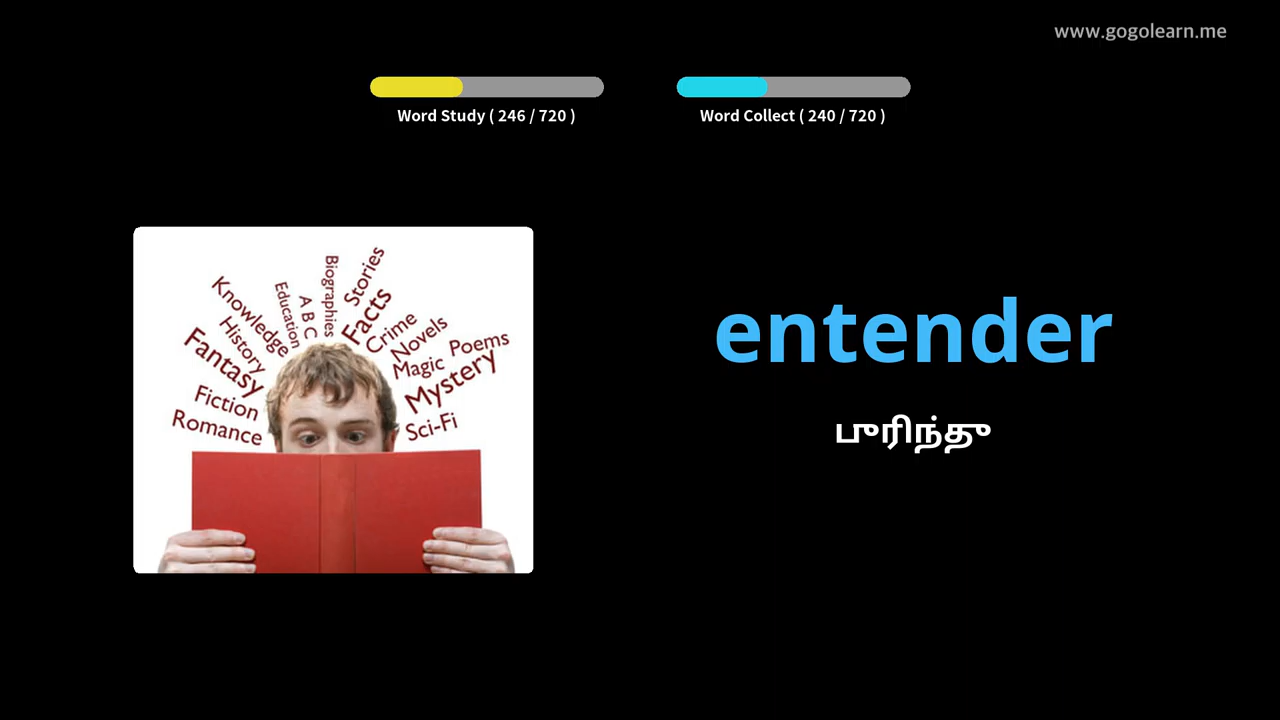 www.gogolearn.me
Word Study ( 246 / 720 )
Word Collect ( 240 / 720 )
Biographies
Stories
Education
A B C
Facts
Knowledge
Crime
History
Novels
Fantasy
Magic
Poems
Mystery
Fiction
Romance
Sci-Fi
entender
புரிந்து